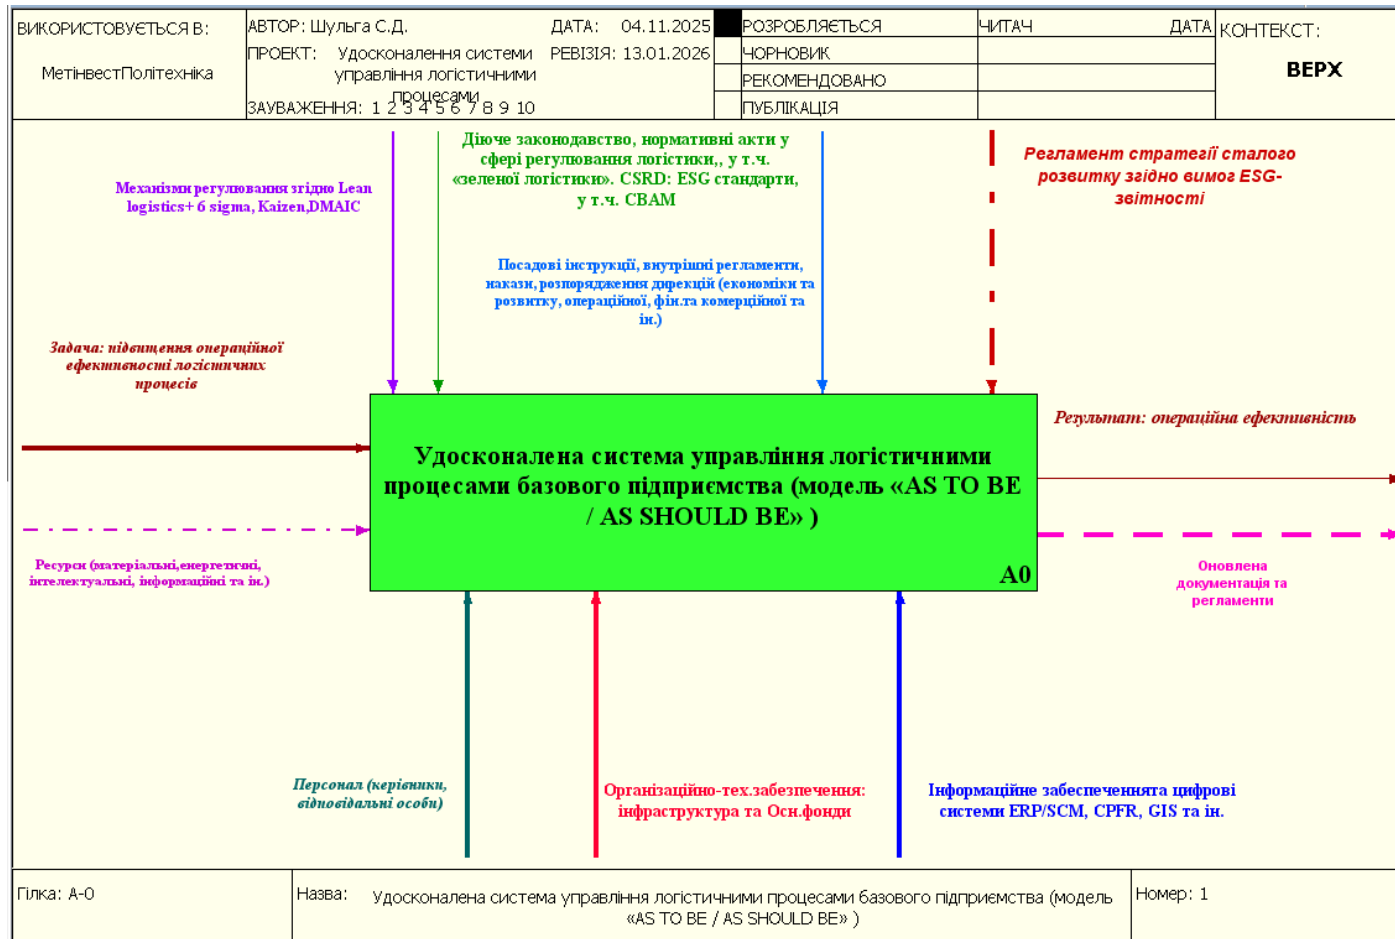 ВИКОРИСТОВУЄТЬСЯ В:
МетінвестПолітехніка
АВТОР: Шульга С.Д.
ДАТА: 04.11.2025
ПРОЕКТ: Удосконалення системи
управління логістичними
процесами
РЕВІЗІЯ: 13.01.2026
ЗАУВАЖЕННЯ: 1 2 3 4 5 6 7 8 9 10
РОЗРОБЛЯЄТЬСЯ
ЧОРНОВИК
РЕКОМЕНДОВАНО
ПУБЛІКАЦІЯ
ЧИТАЧ
ДАТА
КОНТЕКСТ:
ВЕРХ
Механізми регулювання згідно Lean
logistics+ 6 sigma, Kaizen,DMAIC
Діюче законодавство, нормативні акти у
сфері регулювання логістики,, у т.ч.
«зеленої логістики». CSRD: ESG стандарти,
у т.ч. CBAM
Посадові інструкції, внутрішні регламенти,
накази, розпорядження дирекцій (економіки та
розвитку, операційної, фін.та комерційної та
ін.)
Регламент стратегії сталого
розвитку згідно вимог ESG-
звітності
Задача: підвищення операційної
ефективності логістичних
процесів
Ресурси (матеріальні,енергетичні,
інтелектуальні, інформаційні та ін.)
Удосконалена система управління логістичними
процесами базового підприємства (модель «AS TO BE
/ AS SHOULD BE» )
A0
Результат: операційна ефективність
Оновлена
документація та
регламенти
Персонал (керівники,
відповідальні особи)
Організаційно-тех.забезпечення:
інфраструктура та Осн.фонди
Інформаційне забезпеченнята цифрові
системи ERP/SCM, CPFR, GIS та ін.
Гілка: A-0
Назва: Удосконалена система управління логістичними процесами базового підприємства (модель
«AS TO BE / AS SHOULD BE» )
Номер: 1